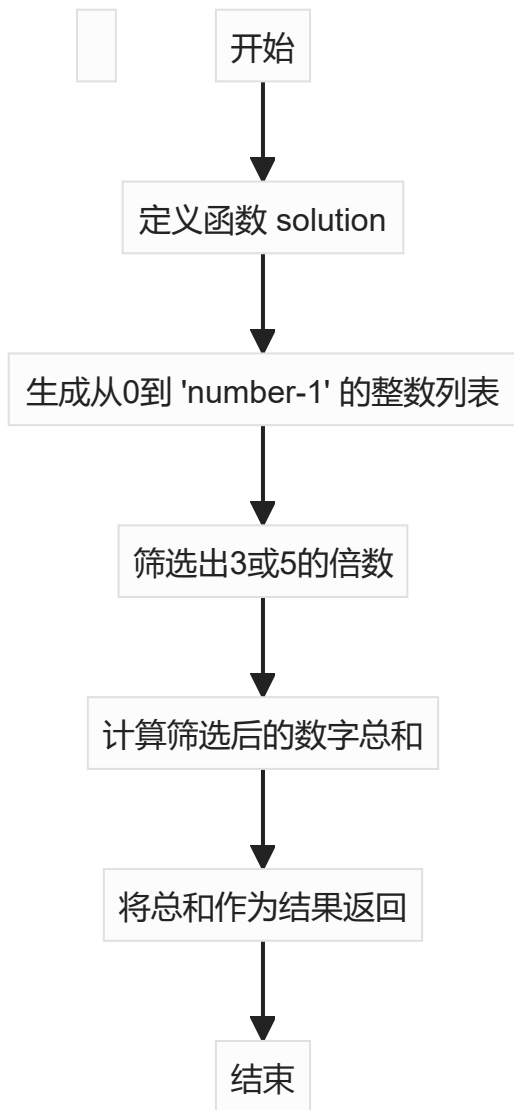 开始
定义函数 solution
生成从0到 'number-1' 的整数列表
筛选出3或5的倍数
计算筛选后的数字总和
将总和作为结果返回
结束